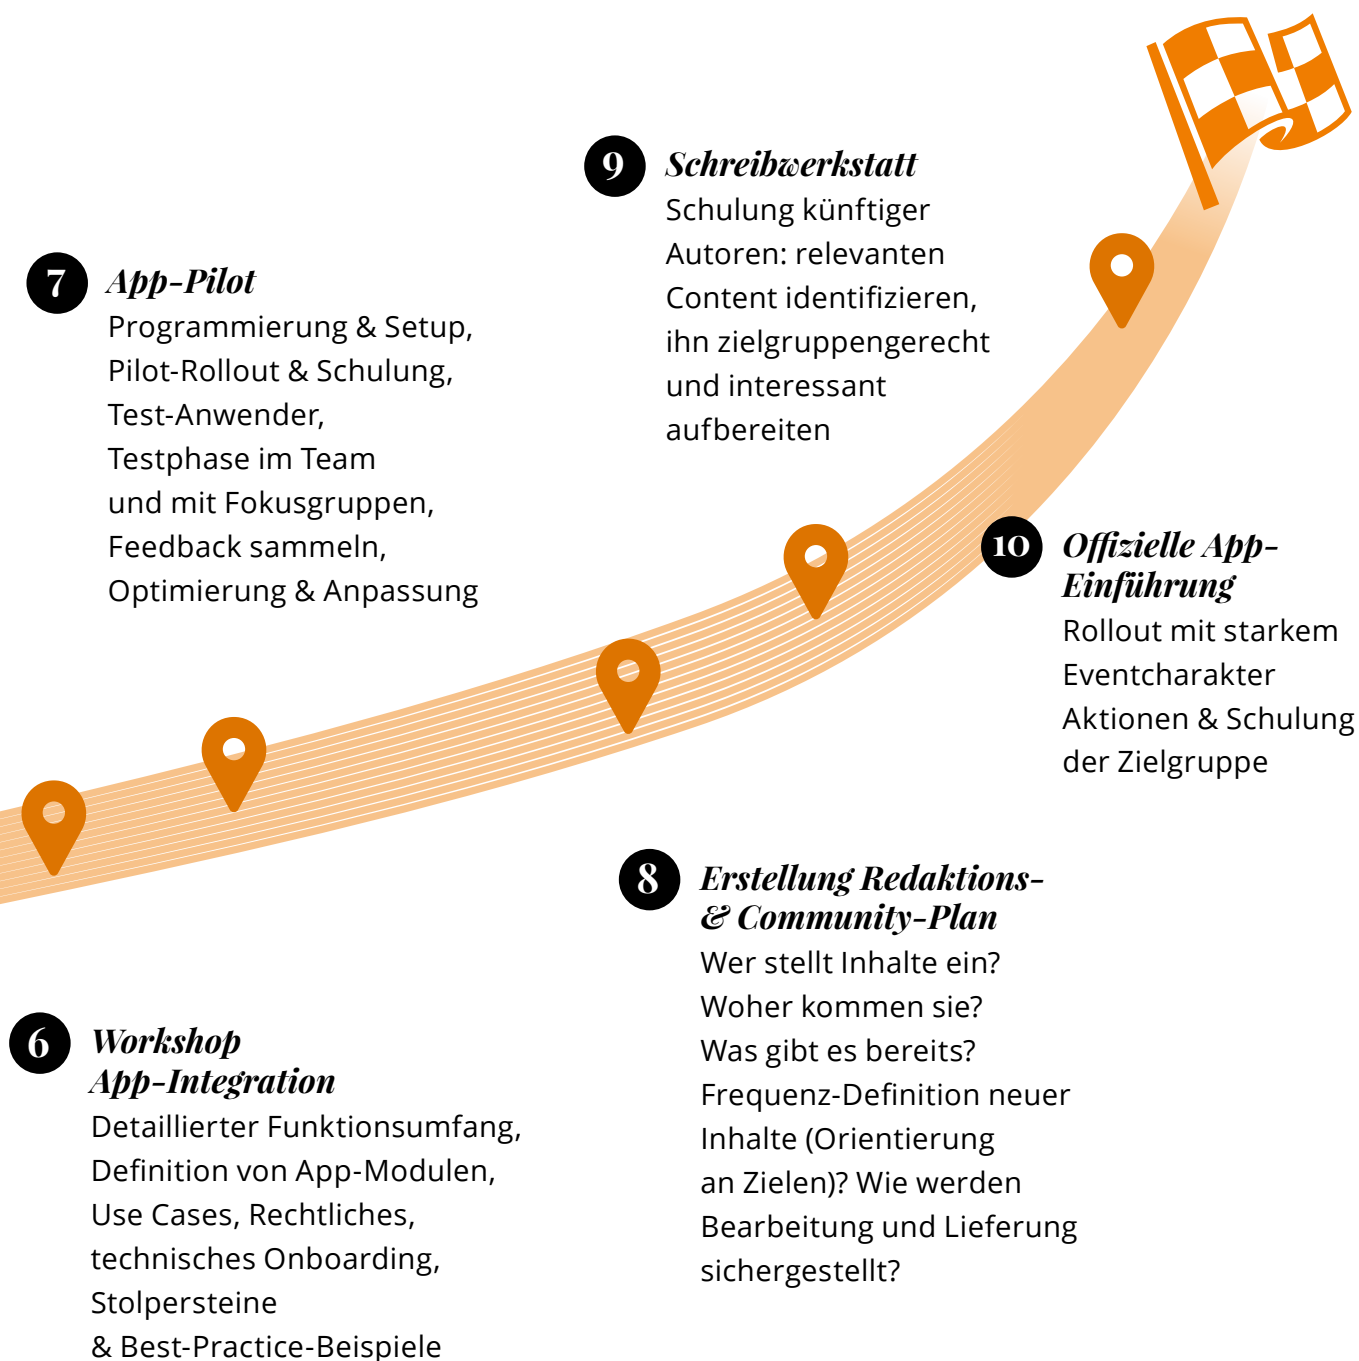 9
Schreibwerkstatt
Schulung künftiger
Autoren: relevanten
Content identifizieren,
ihn zielgruppengerecht
und interessant
aufbereiten
7
App-Pilot
Programmierung & Setup,
Pilot-Rollout & Schulung,
Test-Anwender,
Testphase im Team
und mit Fokusgruppen,
Feedback sammeln,
Optimierung & Anpassung
10
Offizielle App-
Einführung
Rollout mit starkem
Eventcharakter
Aktionen & Schulung
der Zielgruppe
8
Erstellung Redaktions-
& Community-Plan
Wer stellt Inhalte ein?
Woher kommen sie?
Was gibt es bereits?
Frequenz-Definition neuer
Inhalte (Orientierung
an Zielen)? Wie werden
Bearbeitung und Lieferung
sichergestellt?
6
Workshop
App-Integration
Detaillierter Funktionsumfang,
Definition von App-Modulen,
Use Cases, Rechtliches,
technisches Onboarding,
Stolpersteine
& Best-Practice-Beispiele